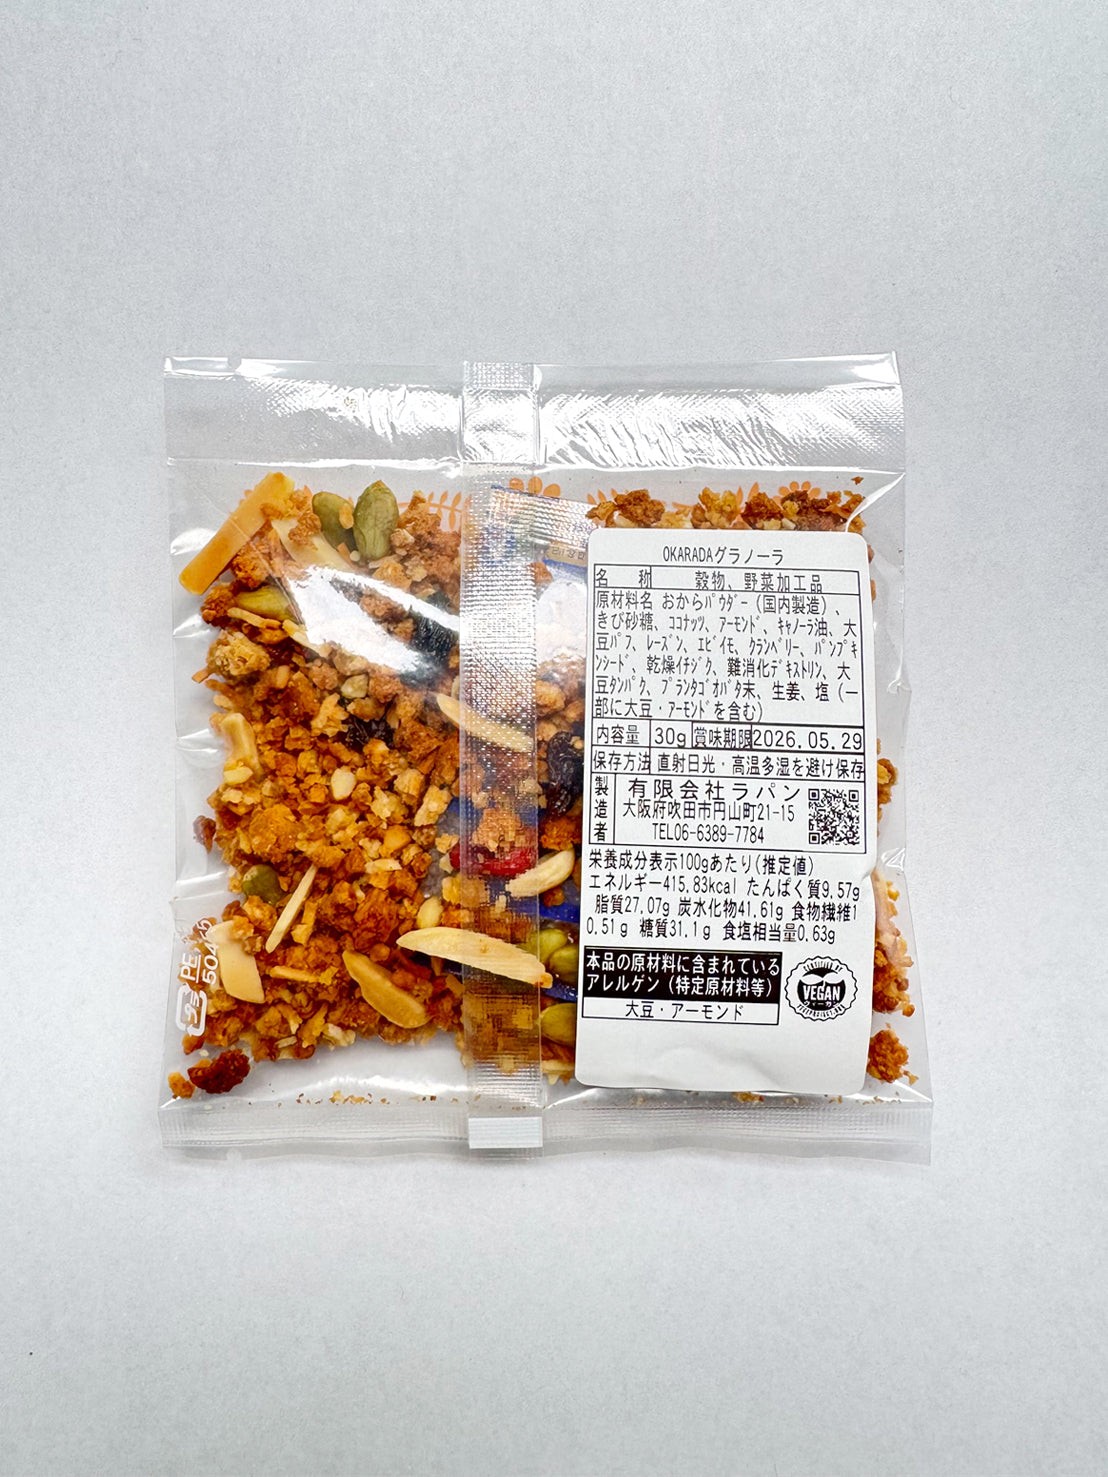 OKARADAグラノーラ
名 称 穀物、野菜加工品
原材料名 おからパウダー(国内製造)、
きび砂糖、ココナッツ、アーモンド、キャノーラ油、大
豆パフ、レーズン、エビイモ、クランベリー、パンプキ
ンシード、乾燥イチジク、難消化デキストリン、大
豆タンパク、プランタゴオバタ末、生姜、塩(一
部に大豆・アーモンドを含む)
内容量 30g 賞味期限 2026.05.29
保存方法 直射日光・高温多湿を避け保存
製造者 有限会社ラパン
大阪府吹田市円山町21-15
TEL06-6389-7784
栄養成分表示100gあたり(推定値)
エネルギー415.83kcal たんぱく質9.57g
脂質27.07g 炭水化物41.61g 食物繊維1
0.51g 糖質31.1g 食塩相当量0.63g
本品の原材料に含まれている
アレルゲン(特定原材料等)
大豆・アーモンド
CERTIFIED BY
VEGAN
ヴィーガン
VEGEPROJECT.ORG
プラ
PE